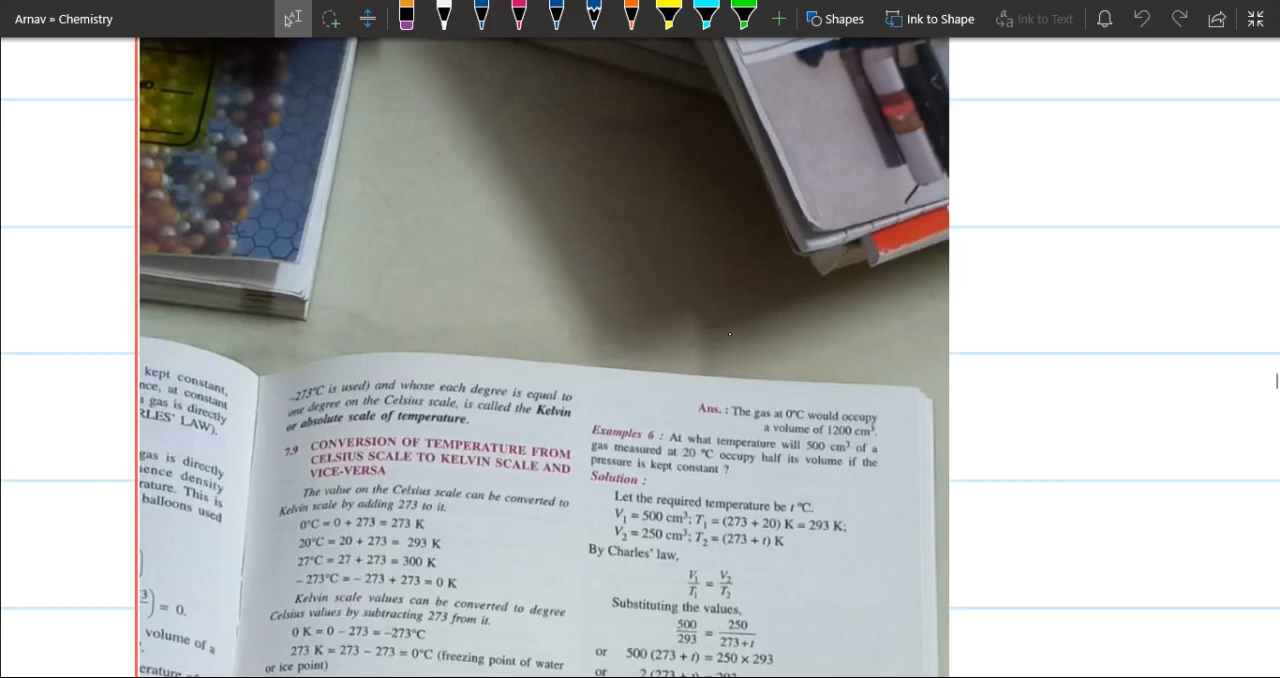 Arnav » Chemistry
Shapes
Ink to Shape
Ink to Text
kept constant,
nce, at constant
gas is directly
RLES' LAW).
gas is directly
ience density
rature. This is
balloons used
= 0.
volume of a
–273°C is used) and whose each degree is equal to
one degree on the Celsius scale, is called the Kelvin
or absolute scale of temperature.
7.9 CONVERSION OF TEMPERATURE FROM
CELSIUS SCALE TO KELVIN SCALE AND
VICE-VERSA
The value on the Celsius scale can be converted to
Kelvin scale by adding 273 to it.
0°C = 0 + 273 = 273 K
20°C = 20 + 273 = 293 K
27°C = 27 + 273 = 300 K
– 273°C = – 273 + 273 = 0 K
Kelvin scale values can be converted to degree
Celsius values by subtracting 273 from it.
0 K = 0 – 273 = –273°C
273 K = 273 – 273 = 0°C (freezing point of water
or ice point)
Ans. : The gas at 0°C would occupy
a volume of 1200 cm³.
Examples 6 : At what temperature will 500 cm³ of a
gas measured at 20 °C occupy half its volume if the
pressure is kept constant ?
Solution :
Let the required temperature be t °C.
V₁ = 500 cm³; T₁ = (273 + 20) K = 293 K;
V₂ = 250 cm³; T₂ = (273 + t) K
By Charles' law,
V₁/T₁ = V₂/T₂
Substituting the values,
500/293 = 250/273+t
or 500 (273 + t) = 250 × 293
or